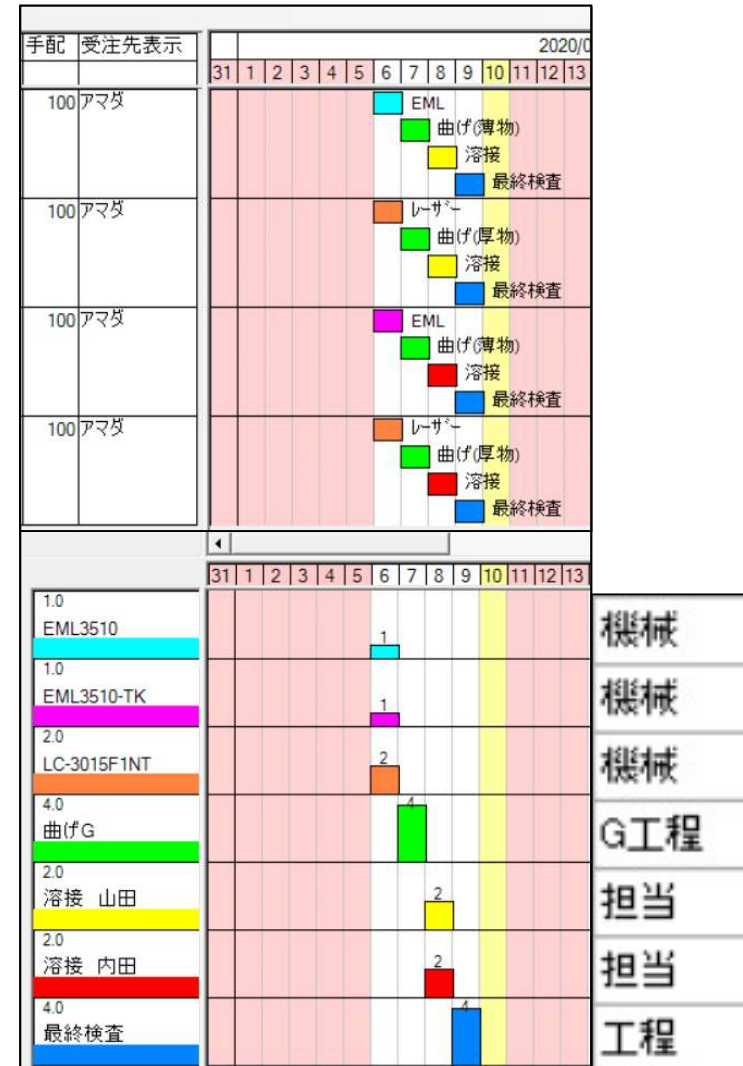 手配 受注先表示 2020/0
31 1 2 3 4 5 6 7 8 9 10 11 12 13
100 アマダ EML
曲げ(薄物)
溶接
最終検査
100 アマダ レーザー
曲げ(厚物)
溶接
最終検査
100 アマダ EML
曲げ(薄物)
溶接
最終検査
100 アマダ レーザー
曲げ(厚物)
溶接
最終検査
31 1 2 3 4 5 6 7 8 9 10 11 12 13
1.0
EML3510 1 機械
1.0
EML3510-TK 1 機械
2.0
LC-3015F1NT 2 機械
4.0
曲げG 4 G工程
2.0
溶接 山田 2 担当
2.0
溶接 内田 2 担当
4.0
最終検査 4 工程